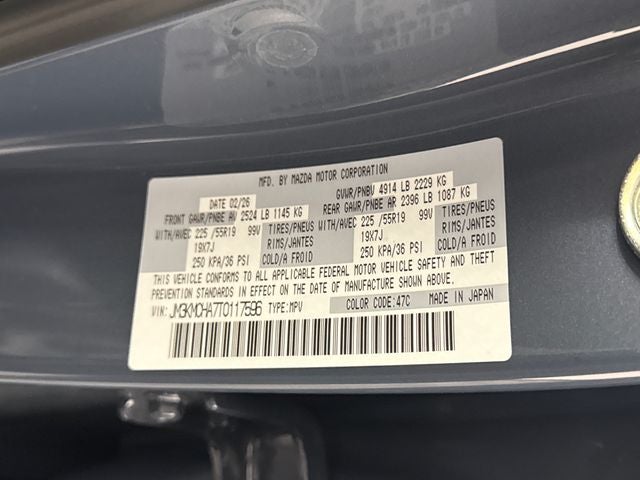 MFD. BY MAZDA MOTOR CORPORATION
DATE 02/26 GVWR/PNBV 4914 LB 2229 KG
FRONT GAWR/PNBE AV 2524 LB 1145 KG REAR GAWR/PNBE AR 2396 LB 1087 KG
WITH/AVEC 225 /55R19 99V TIRES/PNEUS WITH/AVEC 225 /55R19 99V TIRES/PNEUS
19X7J RIMS/JANTES 19X7J RIMS/JANTES
250 KPA/36 PSI COLD/A FROID 250 KPA/36 PSI COLD/A FROID
THIS VEHICLE CONFORMS TO ALL APPLICABLE FEDERAL MOTOR VEHICLE SAFETY AND THEFT
PREVENTION STANDARDS IN EFFECT ON THE DATE OF MANUFACTURE SHOWN ABOVE.
VIN: JM3KMCHA7T0117596 TYPE:MPV COLOR CODE:47C MADE IN JAPAN